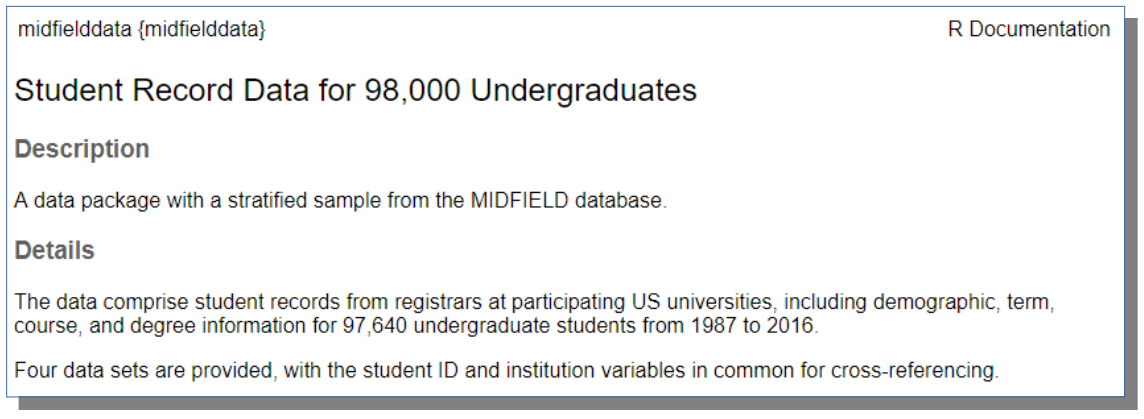 midfielddata {midfielddata}
R Documentation
Student Record Data for 98,000 Undergraduates
Description
A data package with a stratified sample from the MIDFIELD database.
Details
The data comprise student records from registrars at participating US universities, including demographic, term,
course, and degree information for 97,640 undergraduate students from 1987 to 2016.
Four data sets are provided, with the student ID and institution variables in common for cross-referencing.